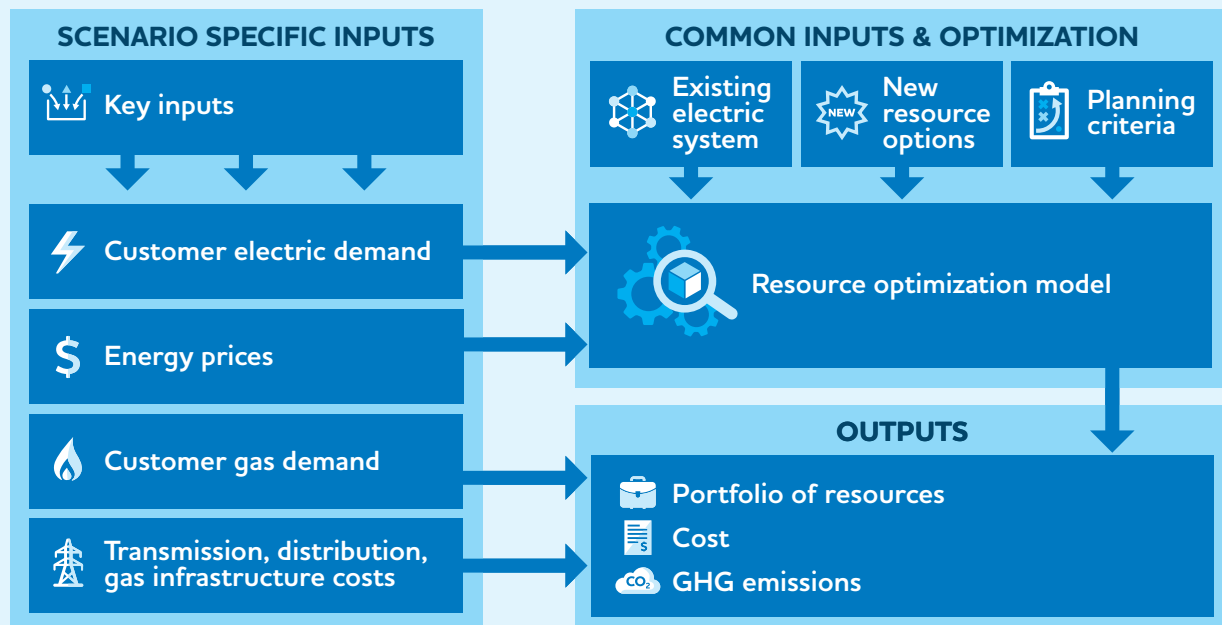 SCENARIO SPECIFIC INPUTS
Key inputs
Customer electric demand
$
Energy prices
Customer gas demand
Transmission, distribution,
gas infrastructure costs
COMMON INPUTS & OPTIMIZATION
Existing
electric
system
NEW
New
resource
options
Planning
criteria
Resource optimization model
OUTPUTS
Portfolio of resources
$
Cost
CO₂
GHG emissions